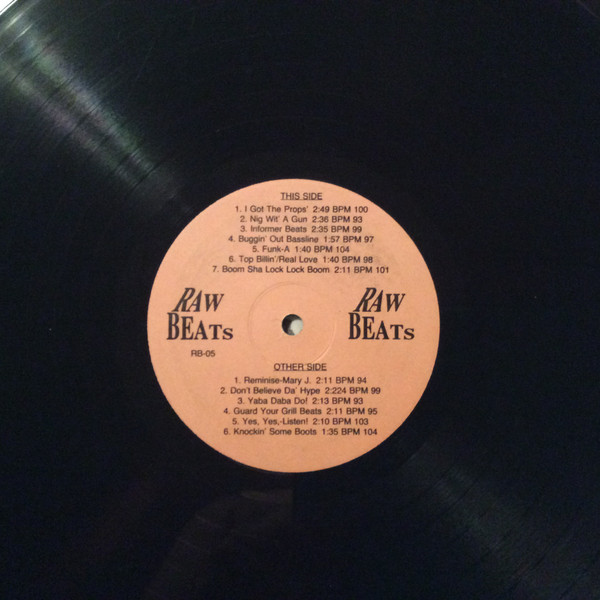 THIS SIDE
1. I Got The Props' 2:49 BPM 100
2. Nig Wit' A Gun 2:36 BPM 93
3. Informer Beats 2:35 BPM 99
4. Buggin' Out Bassline 1:57 BPM 97
5. Funk-A 1:40 BPM 104
6. Top Billin'/Real Love 1:40 BPM 98
7. Boom Sha Lock Lock Boom 2:11 BPM 101
RAW
BEATS
RB-05
RAW
BEATS
OTHER SIDE
1. Reminise-Mary J. 2:11 BPM 94
2. Don't Believe Da' Hype 2:224 BPM 99
3. Yaba Daba Do! 2:13 BPM 93
4. Guard Your Grill Beats 2:11 BPM 95
5. Yes, Yes,-Listen! 2:10 BPM 103
6. Knockin' Some Boots 1:35 BPM 104